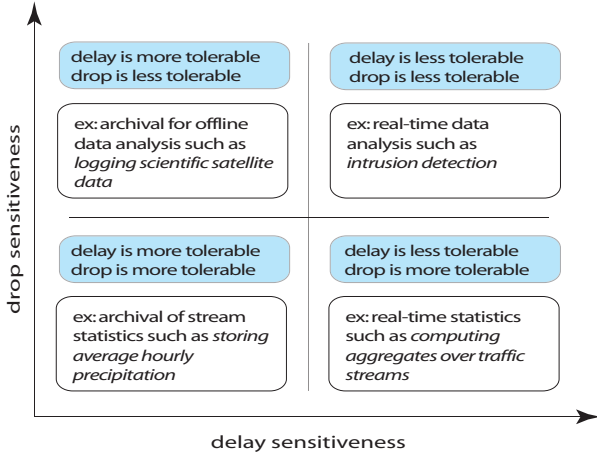 drop sensitiveness
delay is more tolerable
drop is less tolerable
ex: archival for offline
data analysis such as
logging scientific satellite
data
delay is less tolerable
drop is less tolerable
ex: real-time data
analysis such as
intrusion detection
delay is more tolerable
drop is more tolerable
ex: archival of stream
statistics such as storing
average hourly
precipitation
delay is less tolerable
drop is more tolerable
ex: real-time statistics
such as computing
aggregates over traffic
streams
delay sensitiveness